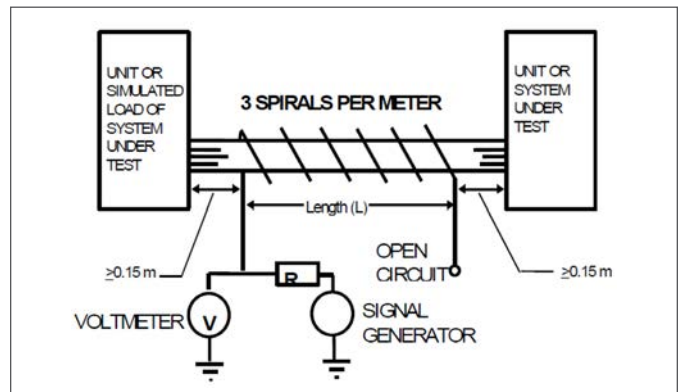 UNIT OR
SIMULATED
LOAD OF
SYSTEM
UNDER
TEST
3 SPIRALS PER METER
UNIT OR
SYSTEM
UNDER
TEST
Length (L)
≥0.15 m
OPEN
CIRCUIT
≥0.15 m
R
VOLTMETER
V
SIGNAL
GENERATOR